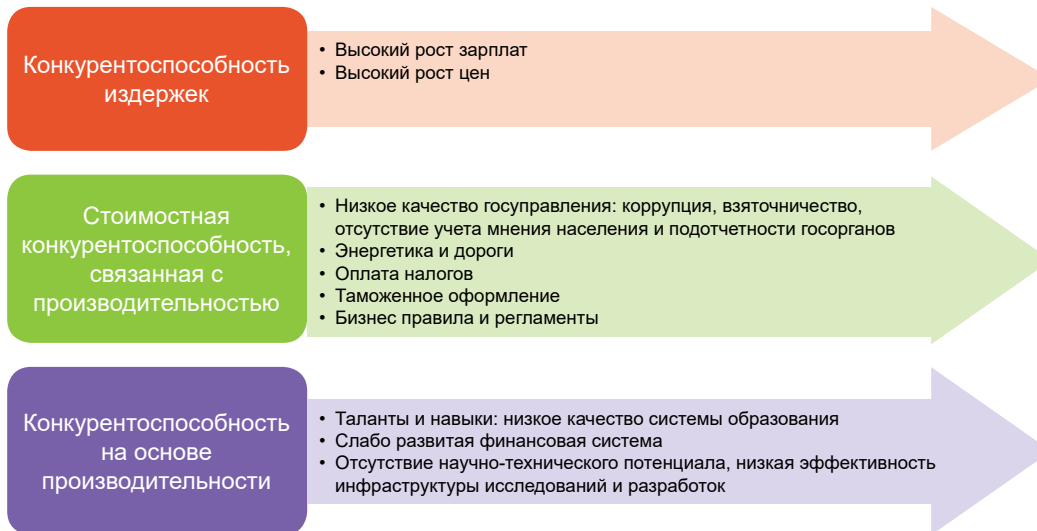 Конкурентоспособность
издержек
• Высокий рост зарплат
• Высокий рост цен
Стоимостная
конкурентоспособность,
связанная с
производительностью
• Низкое качество госуправления: коррупция, взяточничество,
отсутствие учета мнения населения и подотчетности госорганов
• Энергетика и дороги
• Оплата налогов
• Таможенное оформление
• Бизнес правила и регламенты
Конкурентоспособность
на основе
производительности
• Таланты и навыки: низкое качество системы образования
• Слабо развитая финансовая система
• Отсутствие научно-технического потенциала, низкая эффективность
инфраструктуры исследований и разработок